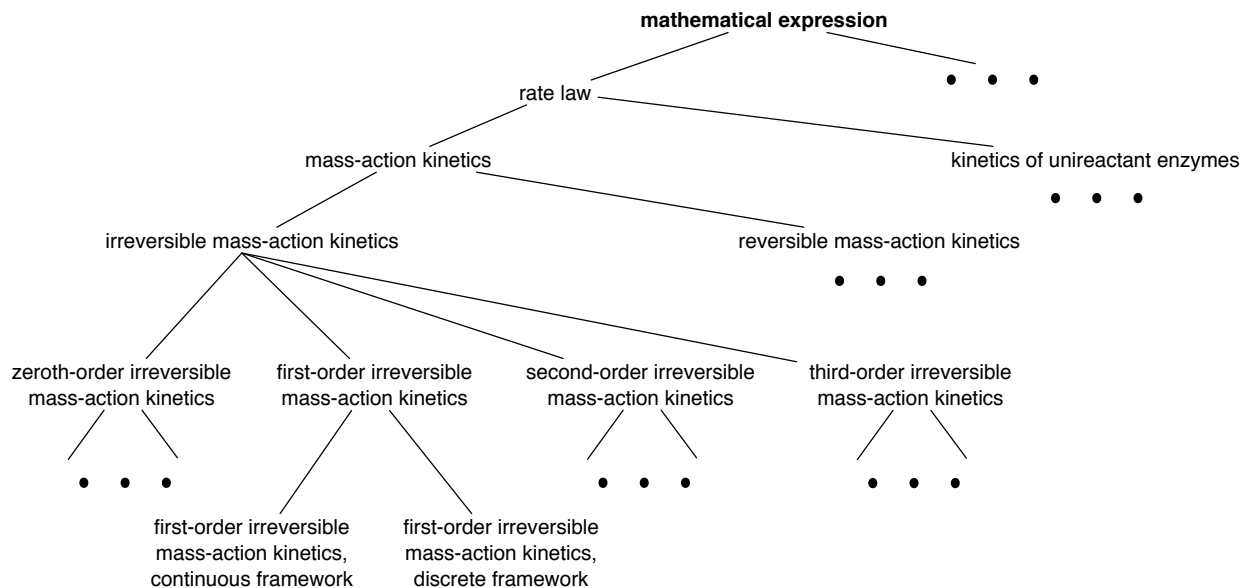 mathematical expression
rate law
mass-action kinetics
kinetics of unireactant enzymes
irreversible mass-action kinetics
reversible mass-action kinetics
zeroth-order irreversible
mass-action kinetics
first-order irreversible
mass-action kinetics
second-order irreversible
mass-action kinetics
third-order irreversible
mass-action kinetics
first-order irreversible
mass-action kinetics,
continuous framework
first-order irreversible
mass-action kinetics,
discrete framework